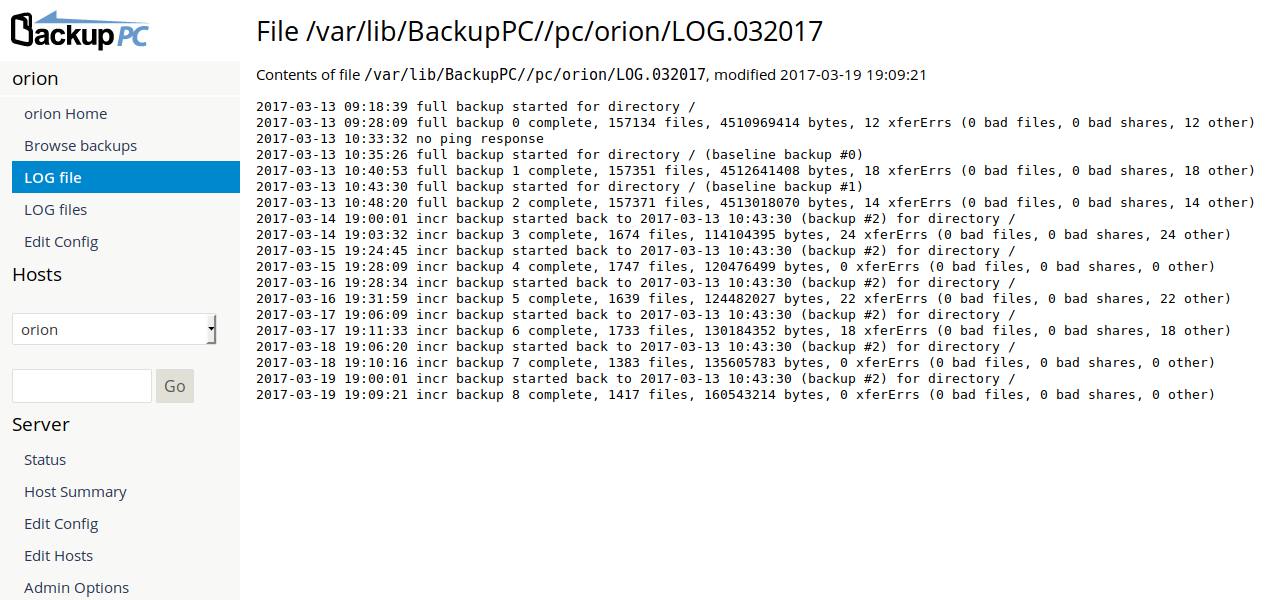 BackupPC
orion
orion Home
Browse backups
LOG file
LOG files
Edit Config
Hosts
orion
Go
Server
Status
Host Summary
Edit Config
Edit Hosts
Admin Options
File /var/lib/BackupPC//pc/orion/LOG.032017
Contents of file /var/lib/BackupPC//pc/orion/LOG.032017, modified 2017-03-19 19:09:21
2017-03-13 09:18:39 full backup started for directory /
2017-03-13 09:28:09 full backup 0 complete, 157134 files, 4510969414 bytes, 12 xferErrs (0 bad files, 0 bad shares, 12 other)
2017-03-13 10:33:32 no ping response
2017-03-13 10:35:26 full backup started for directory / (baseline backup #0)
2017-03-13 10:40:53 full backup 1 complete, 157351 files, 4512641408 bytes, 18 xferErrs (0 bad files, 0 bad shares, 18 other)
2017-03-13 10:43:30 full backup started for directory / (baseline backup #1)
2017-03-13 10:48:20 full backup 2 complete, 157371 files, 4513018070 bytes, 14 xferErrs (0 bad files, 0 bad shares, 14 other)
2017-03-14 19:00:01 incr backup started back to 2017-03-13 10:43:30 (backup #2) for directory /
2017-03-14 19:03:32 incr backup 3 complete, 1674 files, 114104395 bytes, 24 xferErrs (0 bad files, 0 bad shares, 24 other)
2017-03-15 19:24:45 incr backup started back to 2017-03-13 10:43:30 (backup #2) for directory /
2017-03-15 19:28:09 incr backup 4 complete, 1747 files, 120476499 bytes, 0 xferErrs (0 bad files, 0 bad shares, 0 other)
2017-03-16 19:28:34 incr backup started back to 2017-03-13 10:43:30 (backup #2) for directory /
2017-03-16 19:31:59 incr backup 5 complete, 1639 files, 124482027 bytes, 22 xferErrs (0 bad files, 0 bad shares, 22 other)
2017-03-17 19:06:09 incr backup started back to 2017-03-13 10:43:30 (backup #2) for directory /
2017-03-17 19:11:33 incr backup 6 complete, 1733 files, 130184352 bytes, 18 xferErrs (0 bad files, 0 bad shares, 18 other)
2017-03-18 19:06:20 incr backup started back to 2017-03-13 10:43:30 (backup #2) for directory /
2017-03-18 19:10:16 incr backup 7 complete, 1383 files, 135605783 bytes, 0 xferErrs (0 bad files, 0 bad shares, 0 other)
2017-03-19 19:00:01 incr backup started back to 2017-03-13 10:43:30 (backup #2) for directory /
2017-03-19 19:09:21 incr backup 8 complete, 1417 files, 160543214 bytes, 0 xferErrs (0 bad files, 0 bad shares, 0 other)